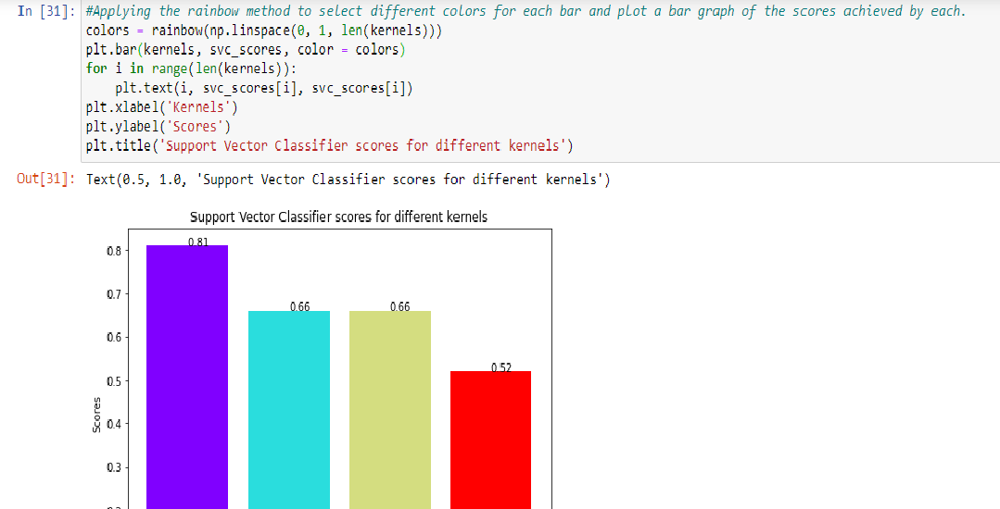 In [31]: #Applying the rainbow method to select different colors for each bar and plot a bar graph of the scores achieved by each.
colors = rainbow(np.linspace(0, 1, len(kernels)))
plt.bar(kernels, svc_scores, color = colors)
for i in range(len(kernels)):
    plt.text(i, svc_scores[i], svc_scores[i])
plt.xlabel('Kernels')
plt.ylabel('Scores')
plt.title('Support Vector Classifier scores for different kernels')
Out[31]: Text(0.5, 1.0, 'Support Vector Classifier scores for different kernels')
Support Vector Classifier scores for different kernels
0.81
0.8
0.7
0.66 0.66
0.6
0.52
0.5
Scores
0.4
0.3